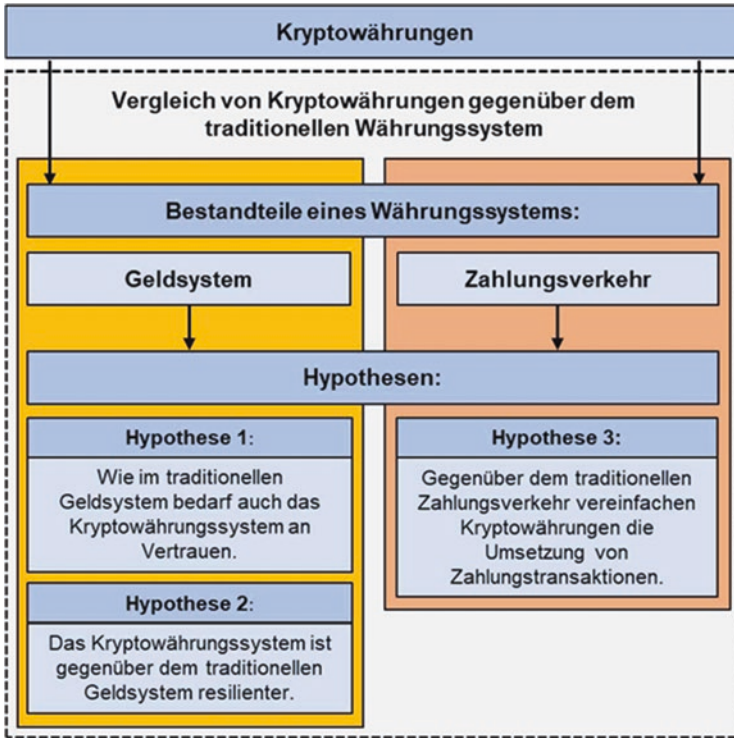 Kryptowährungen
Vergleich von Kryptowährungen gegenüber dem
traditionellen Währungssystem
Bestandteile eines Währungssystems:
Geldsystem
Zahlungsverkehr
Hypothesen:
Hypothese 1:
Wie im traditionellen
Geldsystem bedarf auch das
Kryptowährungssystem an
Vertrauen.
Hypothese 2:
Das Kryptowährungssystem ist
gegenüber dem traditionellen
Geldsystem resilienter.
Hypothese 3:
Gegenüber dem traditionellen
Zahlungsverkehr vereinfachen
Kryptowährungen die
Umsetzung von
Zahlungstransaktionen.